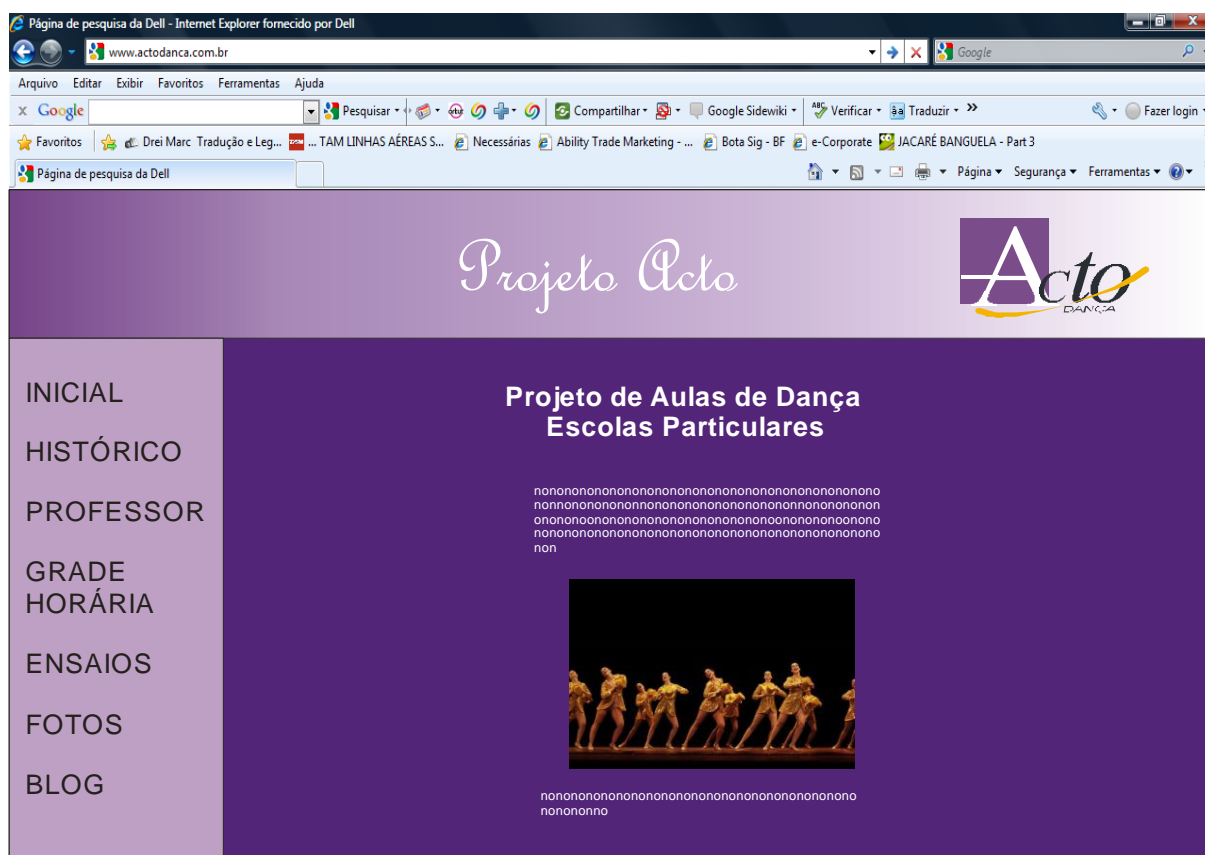 Página de pesquisa da Dell - Internet Explorer fornecido por Dell
www.actodanca.com.br
Google
Arquivo Editar Exibir Favoritos Ferramentas Ajuda
x Google Pesquisar Compartilhar Google Sidewiki Verificar Traduzir Fazer login
Favoritos Drei Marc Tradução e Leg... ... TAM LINHAS AÉREAS S... Necessárias Ability Trade Marketing - ... Bota Sig - BF e-Corporate JACARÉ BANGUELA - Part 3
Página de pesquisa da Dell Página Segurança Ferramentas
Projeto Acto
Acto
DANÇA
INICIAL
HISTÓRICO
PROFESSOR
GRADE
HORÁRIA
ENSAIOS
FOTOS
BLOG
Projeto de Aulas de Dança
Escolas Particulares
nonononononononononononononononononononononono
nonnonononononnonononononononononononnononononon
onononoonononononononononononononoonononononoonono
nonononononononononononononononononononononono
non
nononononononononononononononononononononono
nonononno